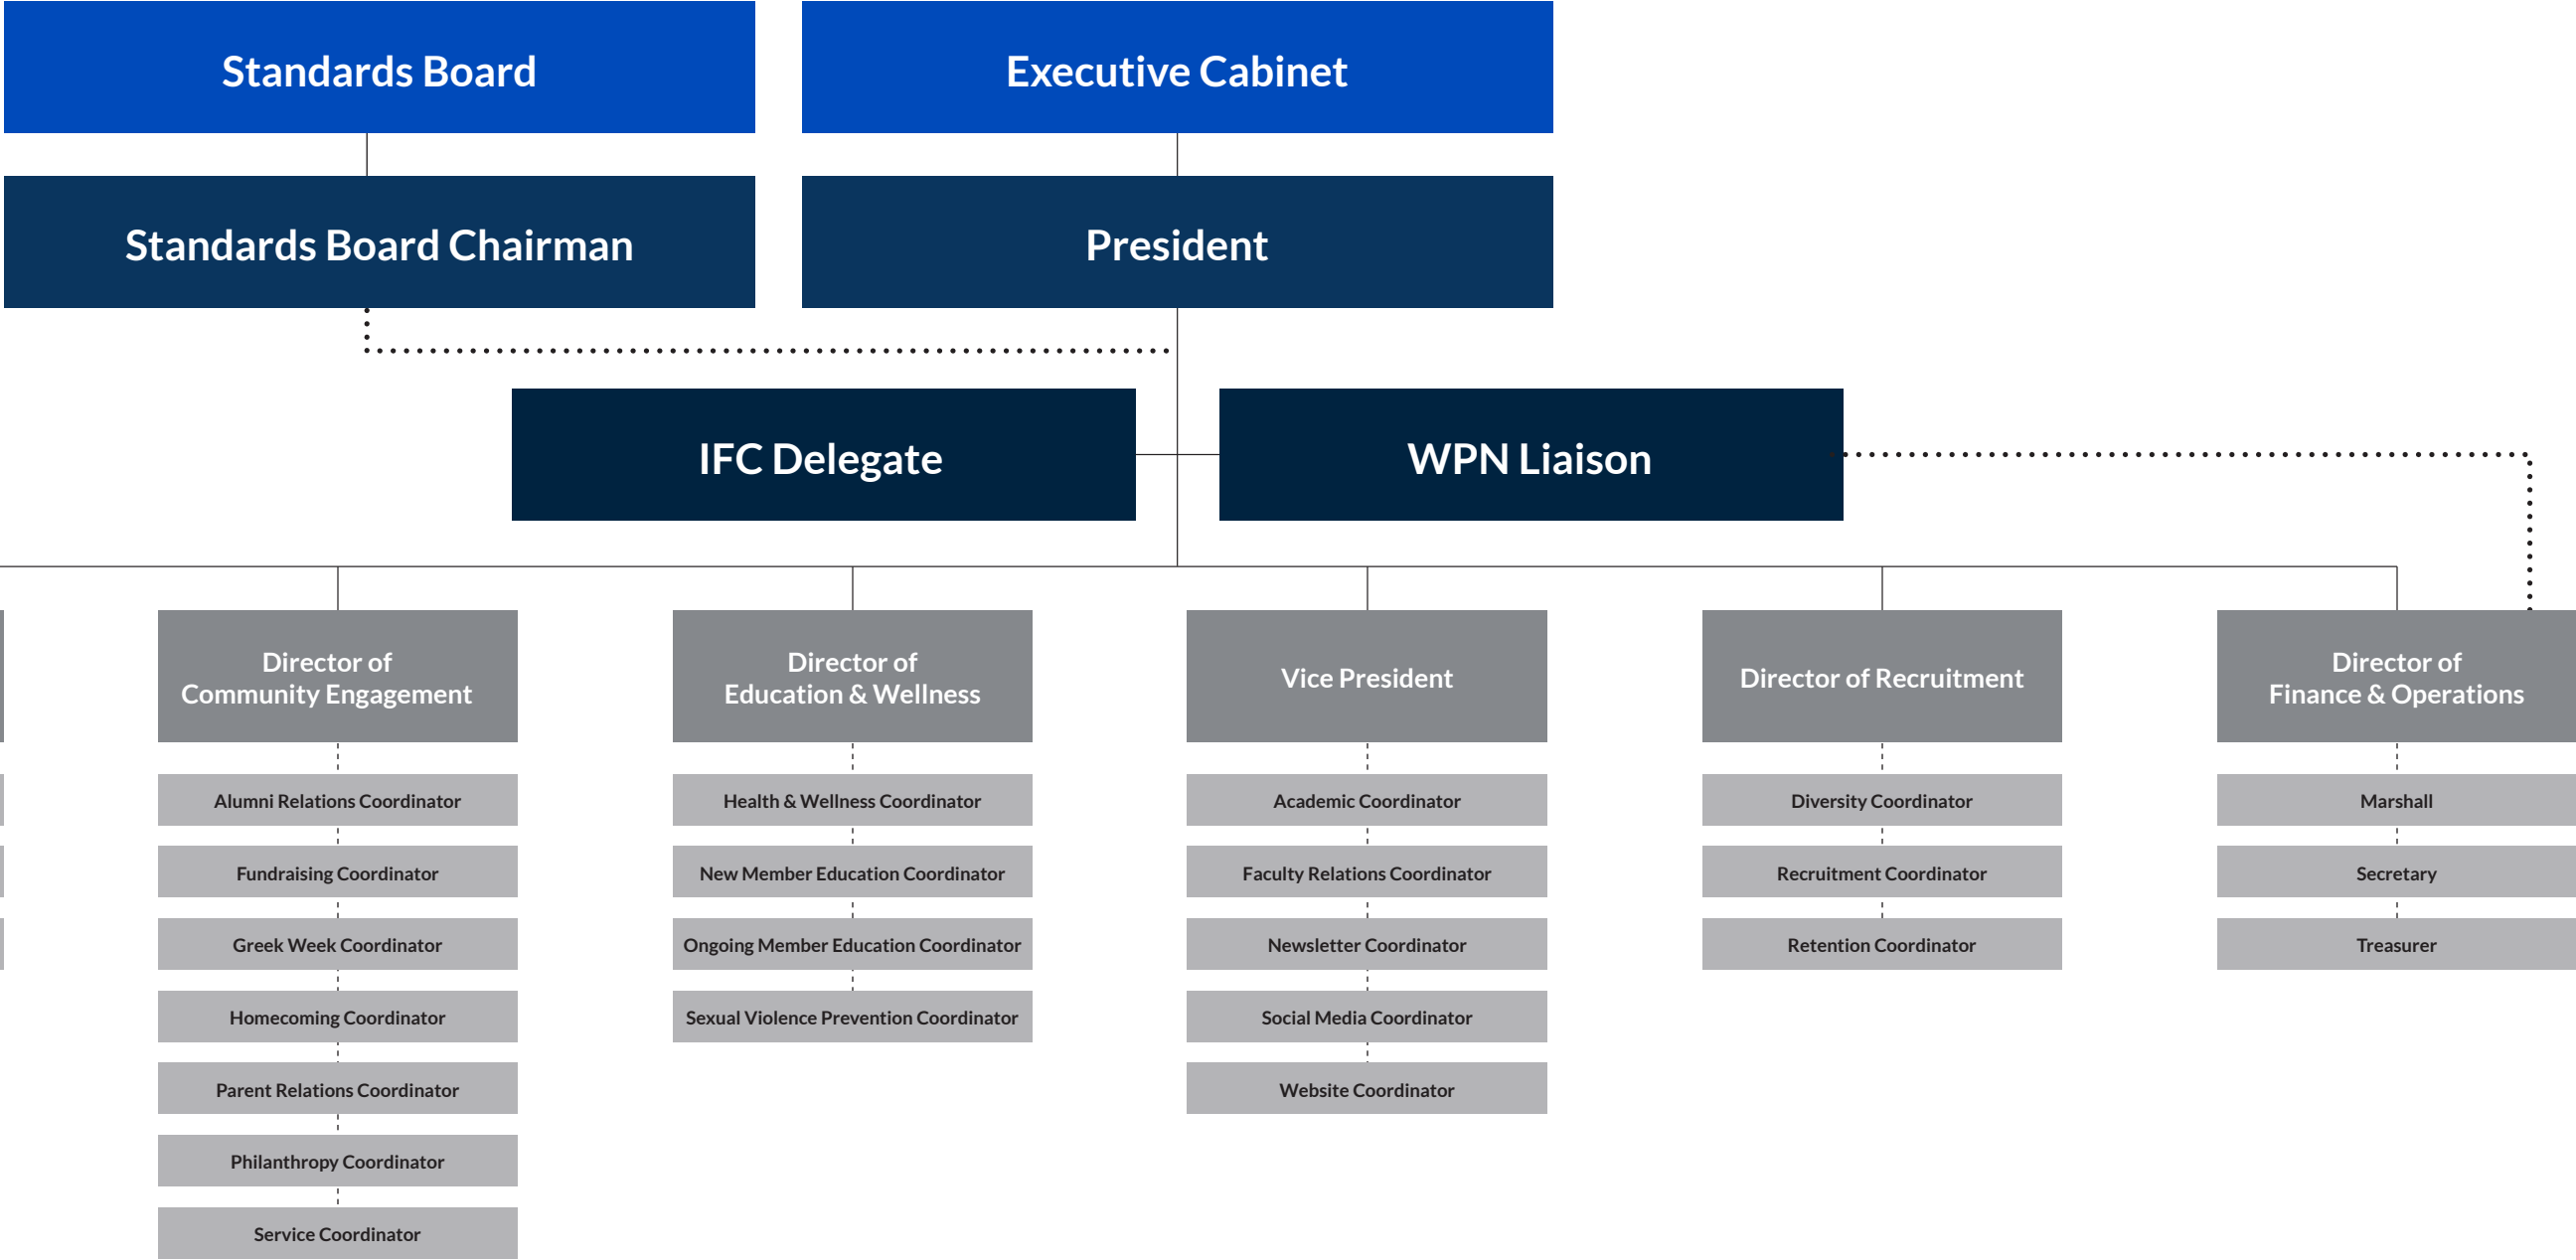 Standards Board
Executive Cabinet
Standards Board Chairman
President
IFC Delegate
WPN Liaison
Director of
Community Engagement
Alumni Relations Coordinator
Fundraising Coordinator
Greek Week Coordinator
Homecoming Coordinator
Parent Relations Coordinator
Philanthropy Coordinator
Service Coordinator
Director of
Education & Wellness
Health & Wellness Coordinator
New Member Education Coordinator
Ongoing Member Education Coordinator
Sexual Violence Prevention Coordinator
Vice President
Academic Coordinator
Faculty Relations Coordinator
Newsletter Coordinator
Social Media Coordinator
Website Coordinator
Director of Recruitment
Diversity Coordinator
Recruitment Coordinator
Retention Coordinator
Director of
Finance & Operations
Marshall
Secretary
Treasurer